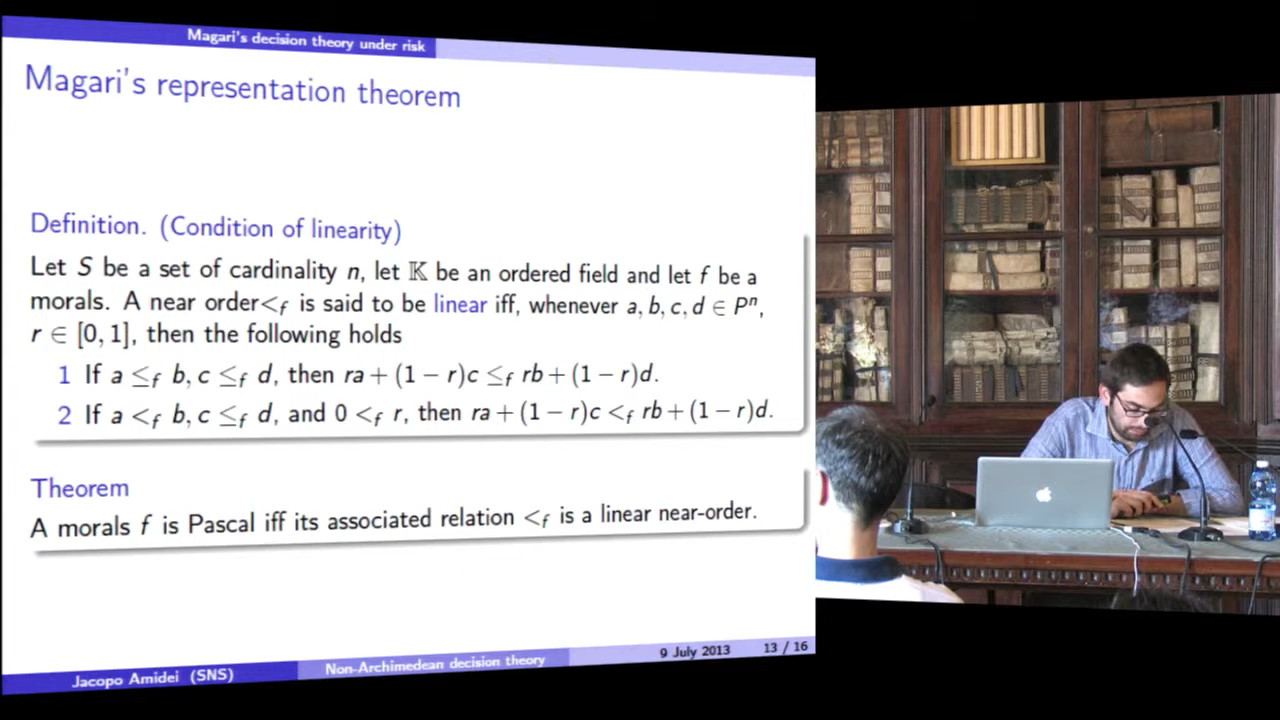 Magari's decision theory under risk
Magari's representation theorem
Definition. (Condition of linearity)
Let S be a set of cardinality n, let 𝕂 be an ordered field and let f be a
morals. A near order<_f is said to be linear iff, whenever a, b, c, d ∈ Pⁿ,
r ∈ [0, 1], then the following holds
1 If a ≤_f b, c ≤_f d, then ra + (1 − r)c ≤_f rb + (1 − r)d.
2 If a <_f b, c ≤_f d, and 0 <_f r, then ra + (1 − r)c <_f rb + (1 − r)d.
Theorem
A morals f is Pascal iff its associated relation <_f is a linear near-order.
Jacopo Amidei (SNS)
Non-Archimedean decision theory
9 July 2013
13 / 16